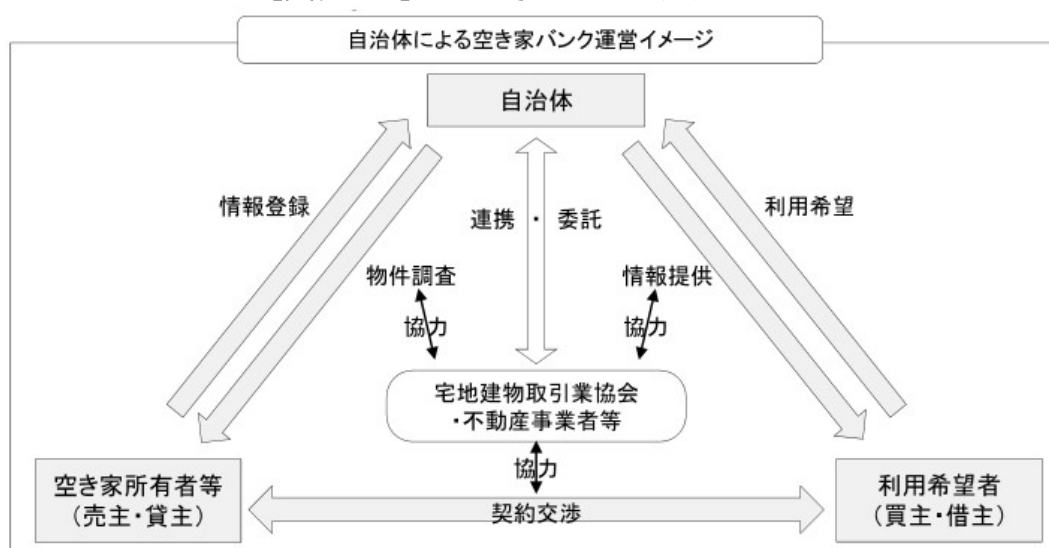 自治体による空き家バンク運営イメージ
自治体
情報登録
連携 ・ 委託
利用希望
物件調査
情報提供
協力
協力
宅地建物取引業協会
・不動産事業者等
協力
空き家所有者等
（売主・貸主）
契約交渉
利用希望者
（買主・借主）